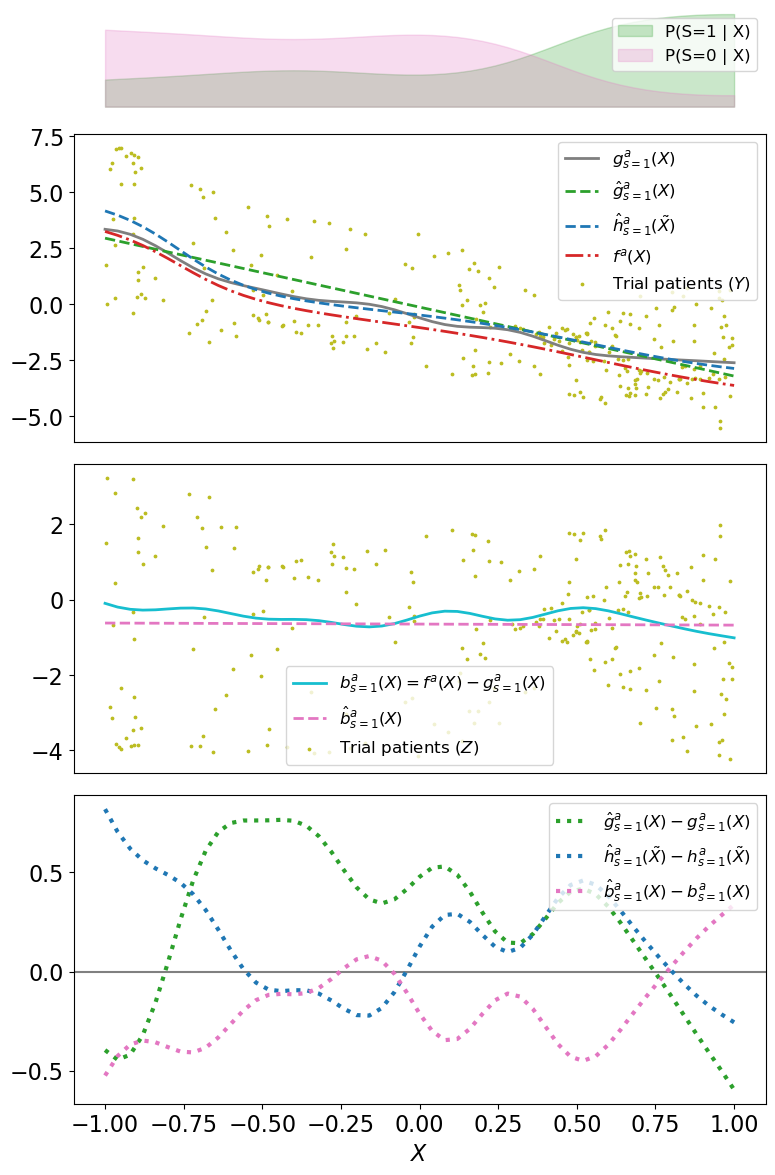 P(S=1 | X)
P(S=0 | X)
7.5
5.0
2.5
0.0
−2.5
−5.0
g^a_{s=1}(X)
ĝ^a_{s=1}(X)
ĥ^a_{s=1}(X̃)
f^a(X)
Trial patients (Y)
2
0
−2
−4
b^a_{s=1}(X) = f^a(X) − g^a_{s=1}(X)
b̂^a_{s=1}(X)
Trial patients (Z)
0.5
0.0
−0.5
ĝ^a_{s=1}(X) − g^a_{s=1}(X)
ĥ^a_{s=1}(X̃) − h^a_{s=1}(X̃)
b̂^a_{s=1}(X) − b^a_{s=1}(X)
−1.00 −0.75 −0.50 −0.25 0.00 0.25 0.50 0.75 1.00
X